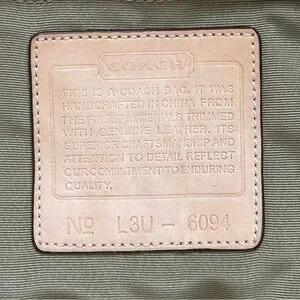 COACH
THIS IS A COACH BAG. IT WAS
HANDCRAFTED IN CHINA FROM
THE FINEST MATERIALS TRIMMED
WITH GENUINE LEATHER. ITS
SUPERIOR CRAFTSMANSHIP AND
ATTENTION TO DETAIL REFLECT
OUR COMMITMENT TO ENDURING
QUALITY.
No L3U - 6094